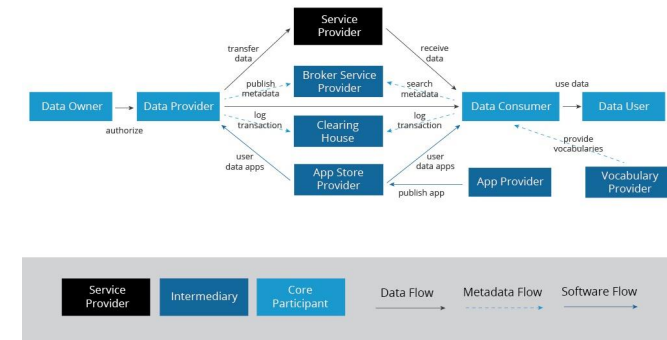 Service
Provider
transfer
data
receive
data
Broker Service
Provider
publish
metadata
search
metadata
use data
Data Owner
Data Provider
Data Consumer
Data User
authorize
log
transaction
Clearing
House
log
transaction
provide
vocabularies
user
data apps
App Store
Provider
user
data apps
App Provider
Vocabulary
Provider
publish app
Service
Provider
Intermediary
Core
Participant
Data Flow
Metadata Flow
Software Flow